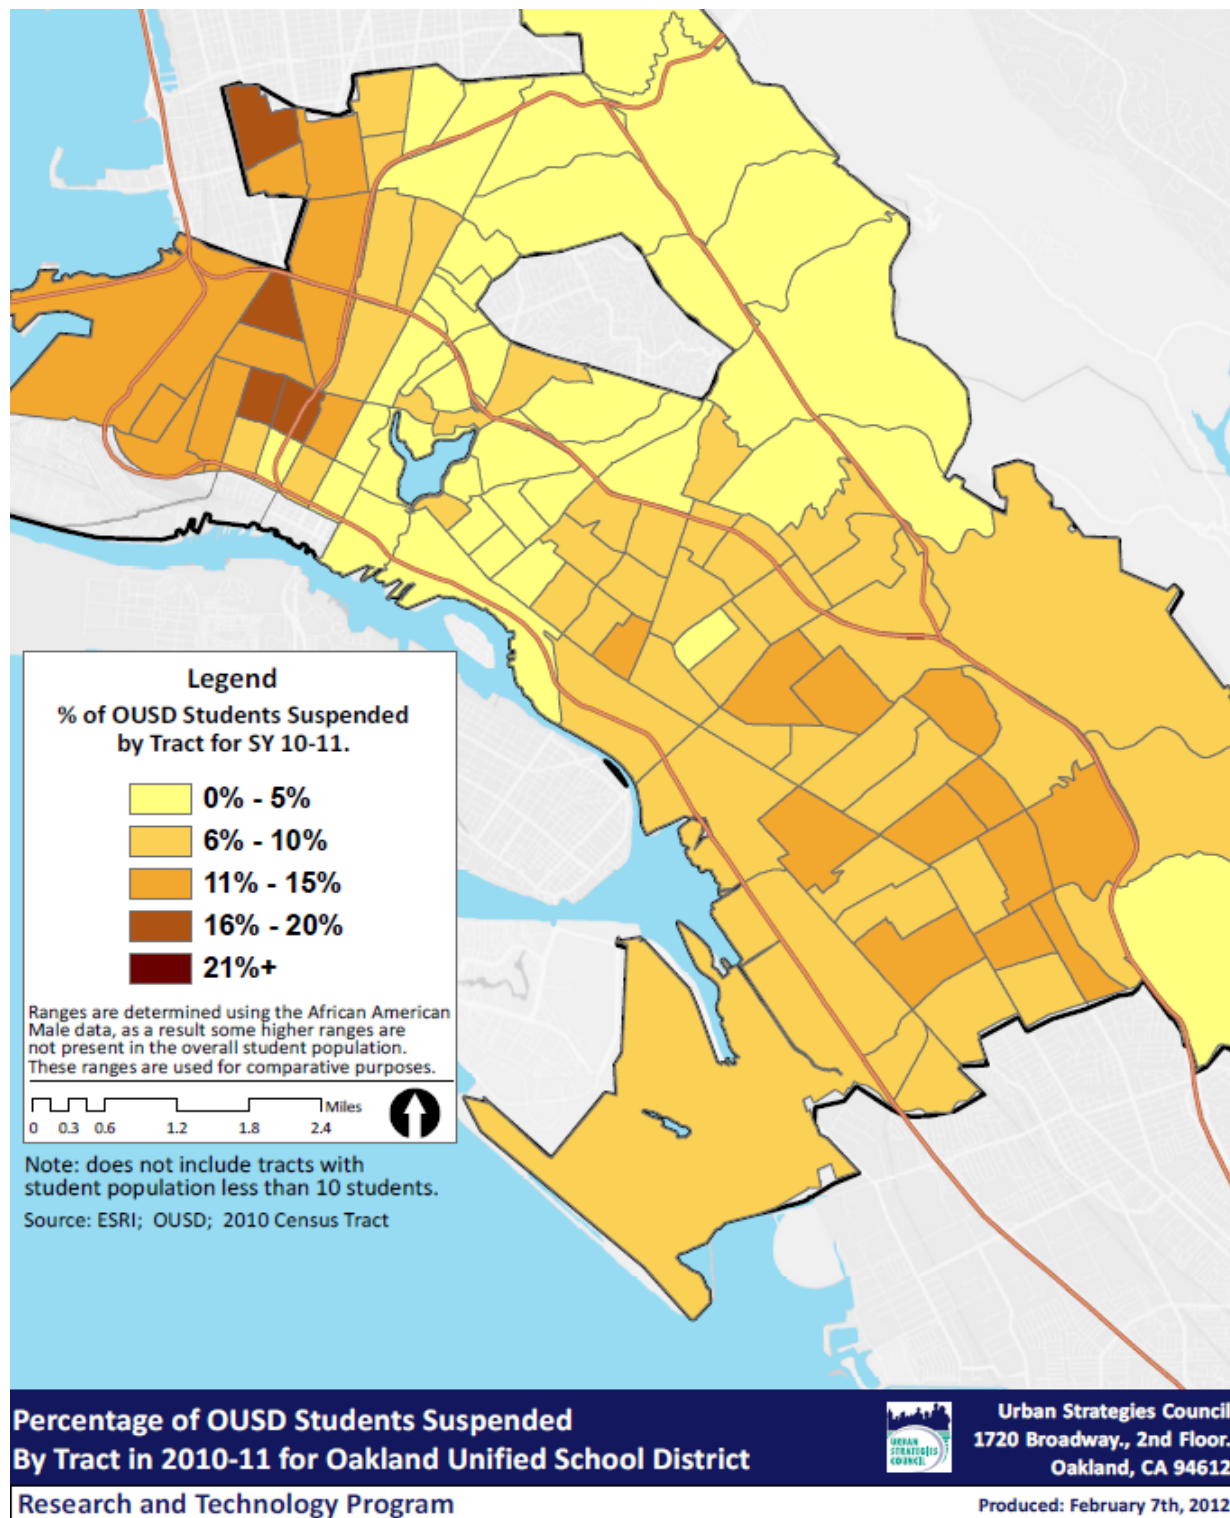 Legend
% of OUSD Students Suspended
by Tract for SY 10-11.
0% - 5%
6% - 10%
11% - 15%
16% - 20%
21%+
Ranges are determined using the African American
Male data, as a result some higher ranges are
not present in the overall student population.
These ranges are used for comparative purposes.
Miles
0 0.3 0.6 1.2 1.8 2.4
Note: does not include tracts with
student population less than 10 students.
Source: ESRI; OUSD; 2010 Census Tract
Percentage of OUSD Students Suspended
By Tract in 2010-11 for Oakland Unified School District
URBAN
STRATEGIES
COUNCIL
Urban Strategies Council
1720 Broadway., 2nd Floor.
Oakland, CA 94612
Research and Technology Program
Produced: February 7th, 2012